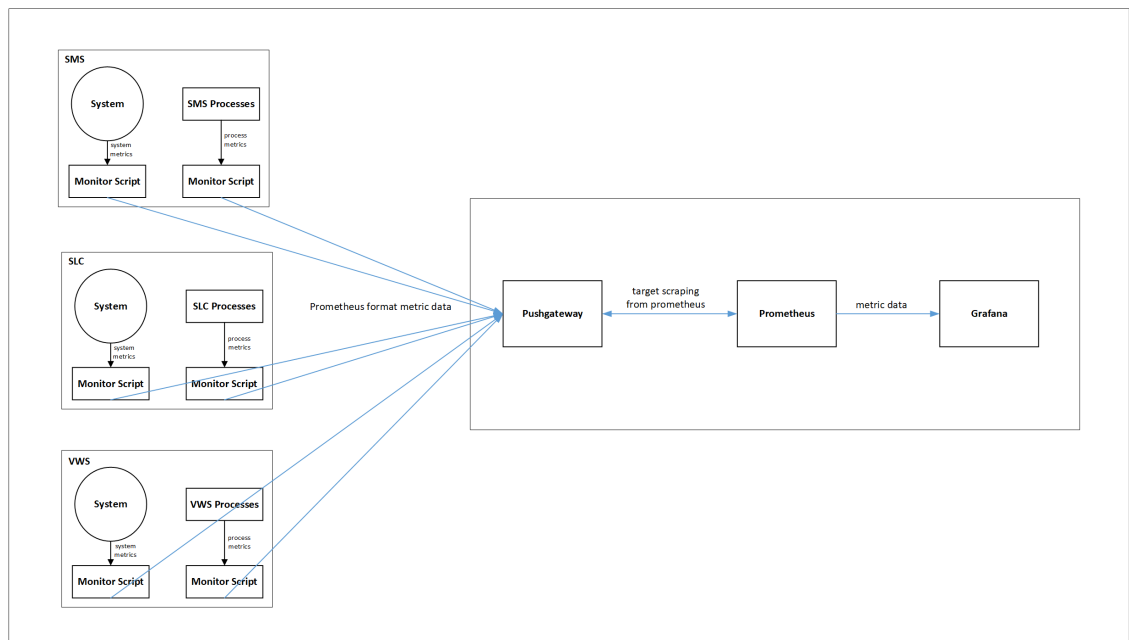 SMS
System
SMS Processes
system
metrics
process
metrics
Monitor Script
Monitor Script
SLC
System
SLC Processes
system
metrics
process
metrics
Monitor Script
Monitor Script
Prometheus format metric data
Pushgateway
target scraping
from prometheus
Prometheus
metric data
Grafana
VWS
System
VWS Processes
system
metrics
process
metrics
Monitor Script
Monitor Script